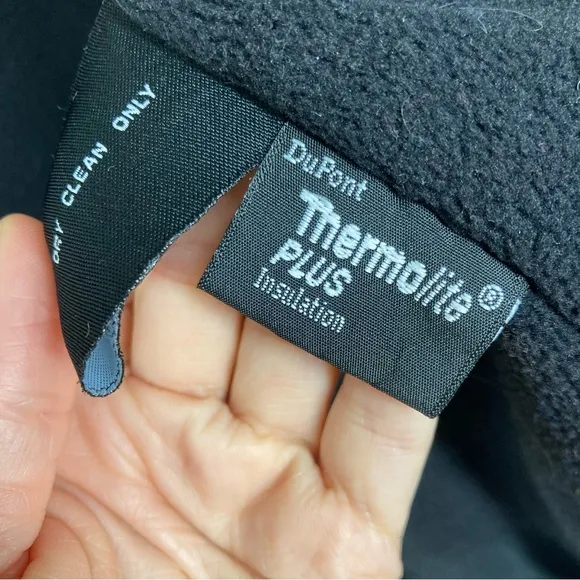 DRY CLEAN ONLY
DuPont
Thermolite®
PLUS
Insulation